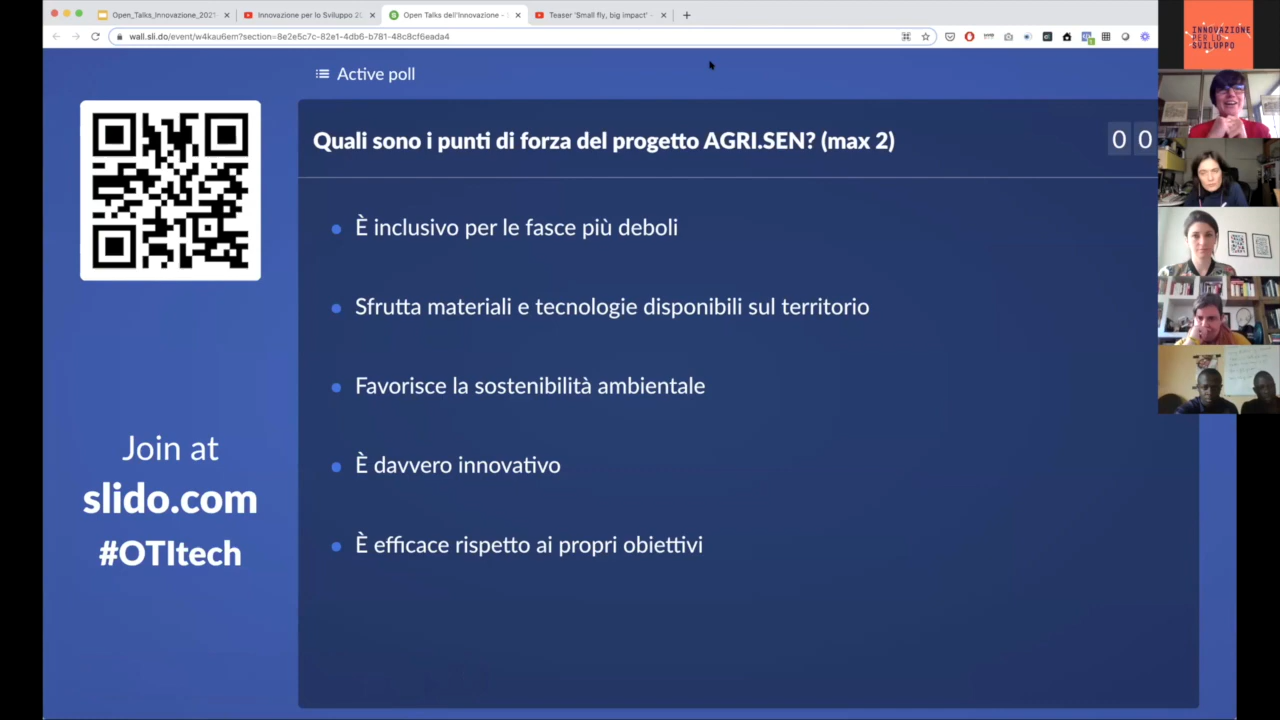 Open_Talks_Innovazione_2021
Innovazione per lo Sviluppo 2
Open Talks dell'Innovazione -
Teaser 'Small fly, big impact' -
wall.sli.do/event/w4kau6em?section=8e2e5c7c-82e1-4db6-b781-48c8cf6eada4
INNOVAZIONE
PER LO
SVILUPPO
Active poll
Quali sono i punti di forza del progetto AGRI.SEN? (max 2)
0 0
È inclusivo per le fasce più deboli
Sfrutta materiali e tecnologie disponibili sul territorio
Favorisce la sostenibilità ambientale
È davvero innovativo
È efficace rispetto ai propri obiettivi
Join at
slido.com
#OTItech